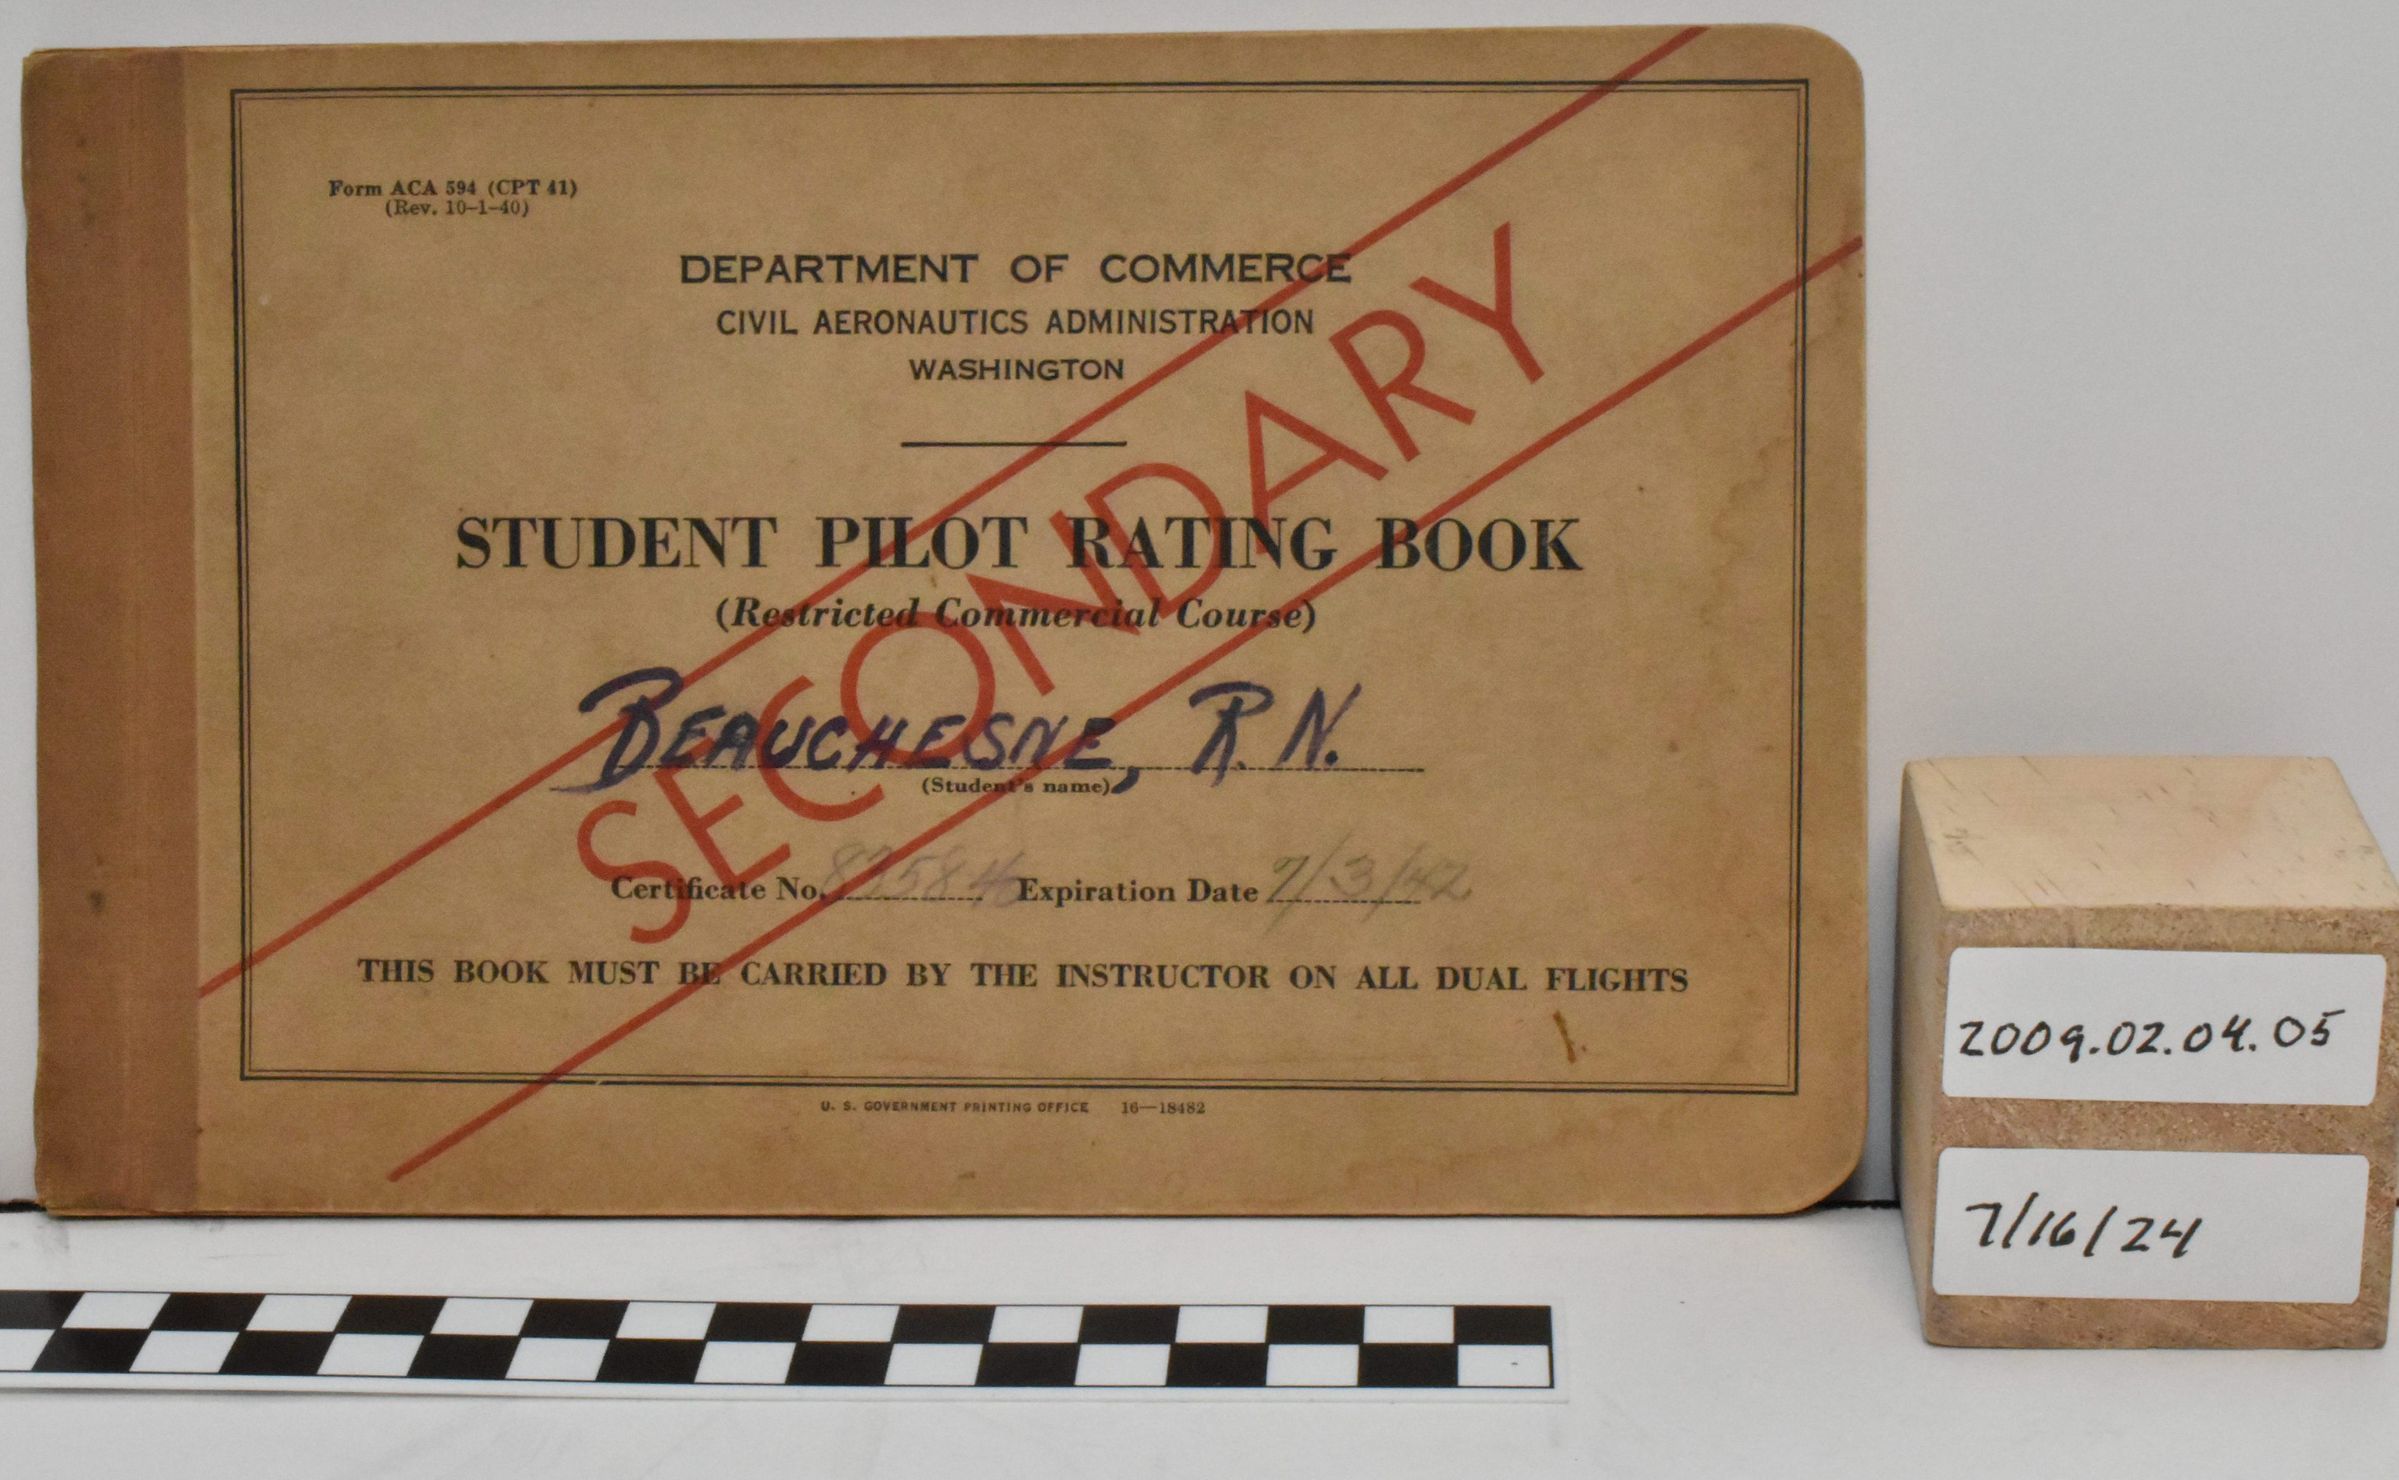 Form ACA 594 (CPT 41)
(Rev. 10-1-40)
DEPARTMENT OF COMMERCE
CIVIL AERONAUTICS ADMINISTRATION
WASHINGTON
STUDENT PILOT RATING BOOK
(Restricted Commercial Course)
SECONDARY
BEAUCHESNE, R. N.
(Student's name)
Certificate No. Expiration Date 7/3/42
THIS BOOK MUST BE CARRIED BY THE INSTRUCTOR ON ALL DUAL FLIGHTS
U. S. GOVERNMENT PRINTING OFFICE 16—18482
2009.02.04.05
7/16/24